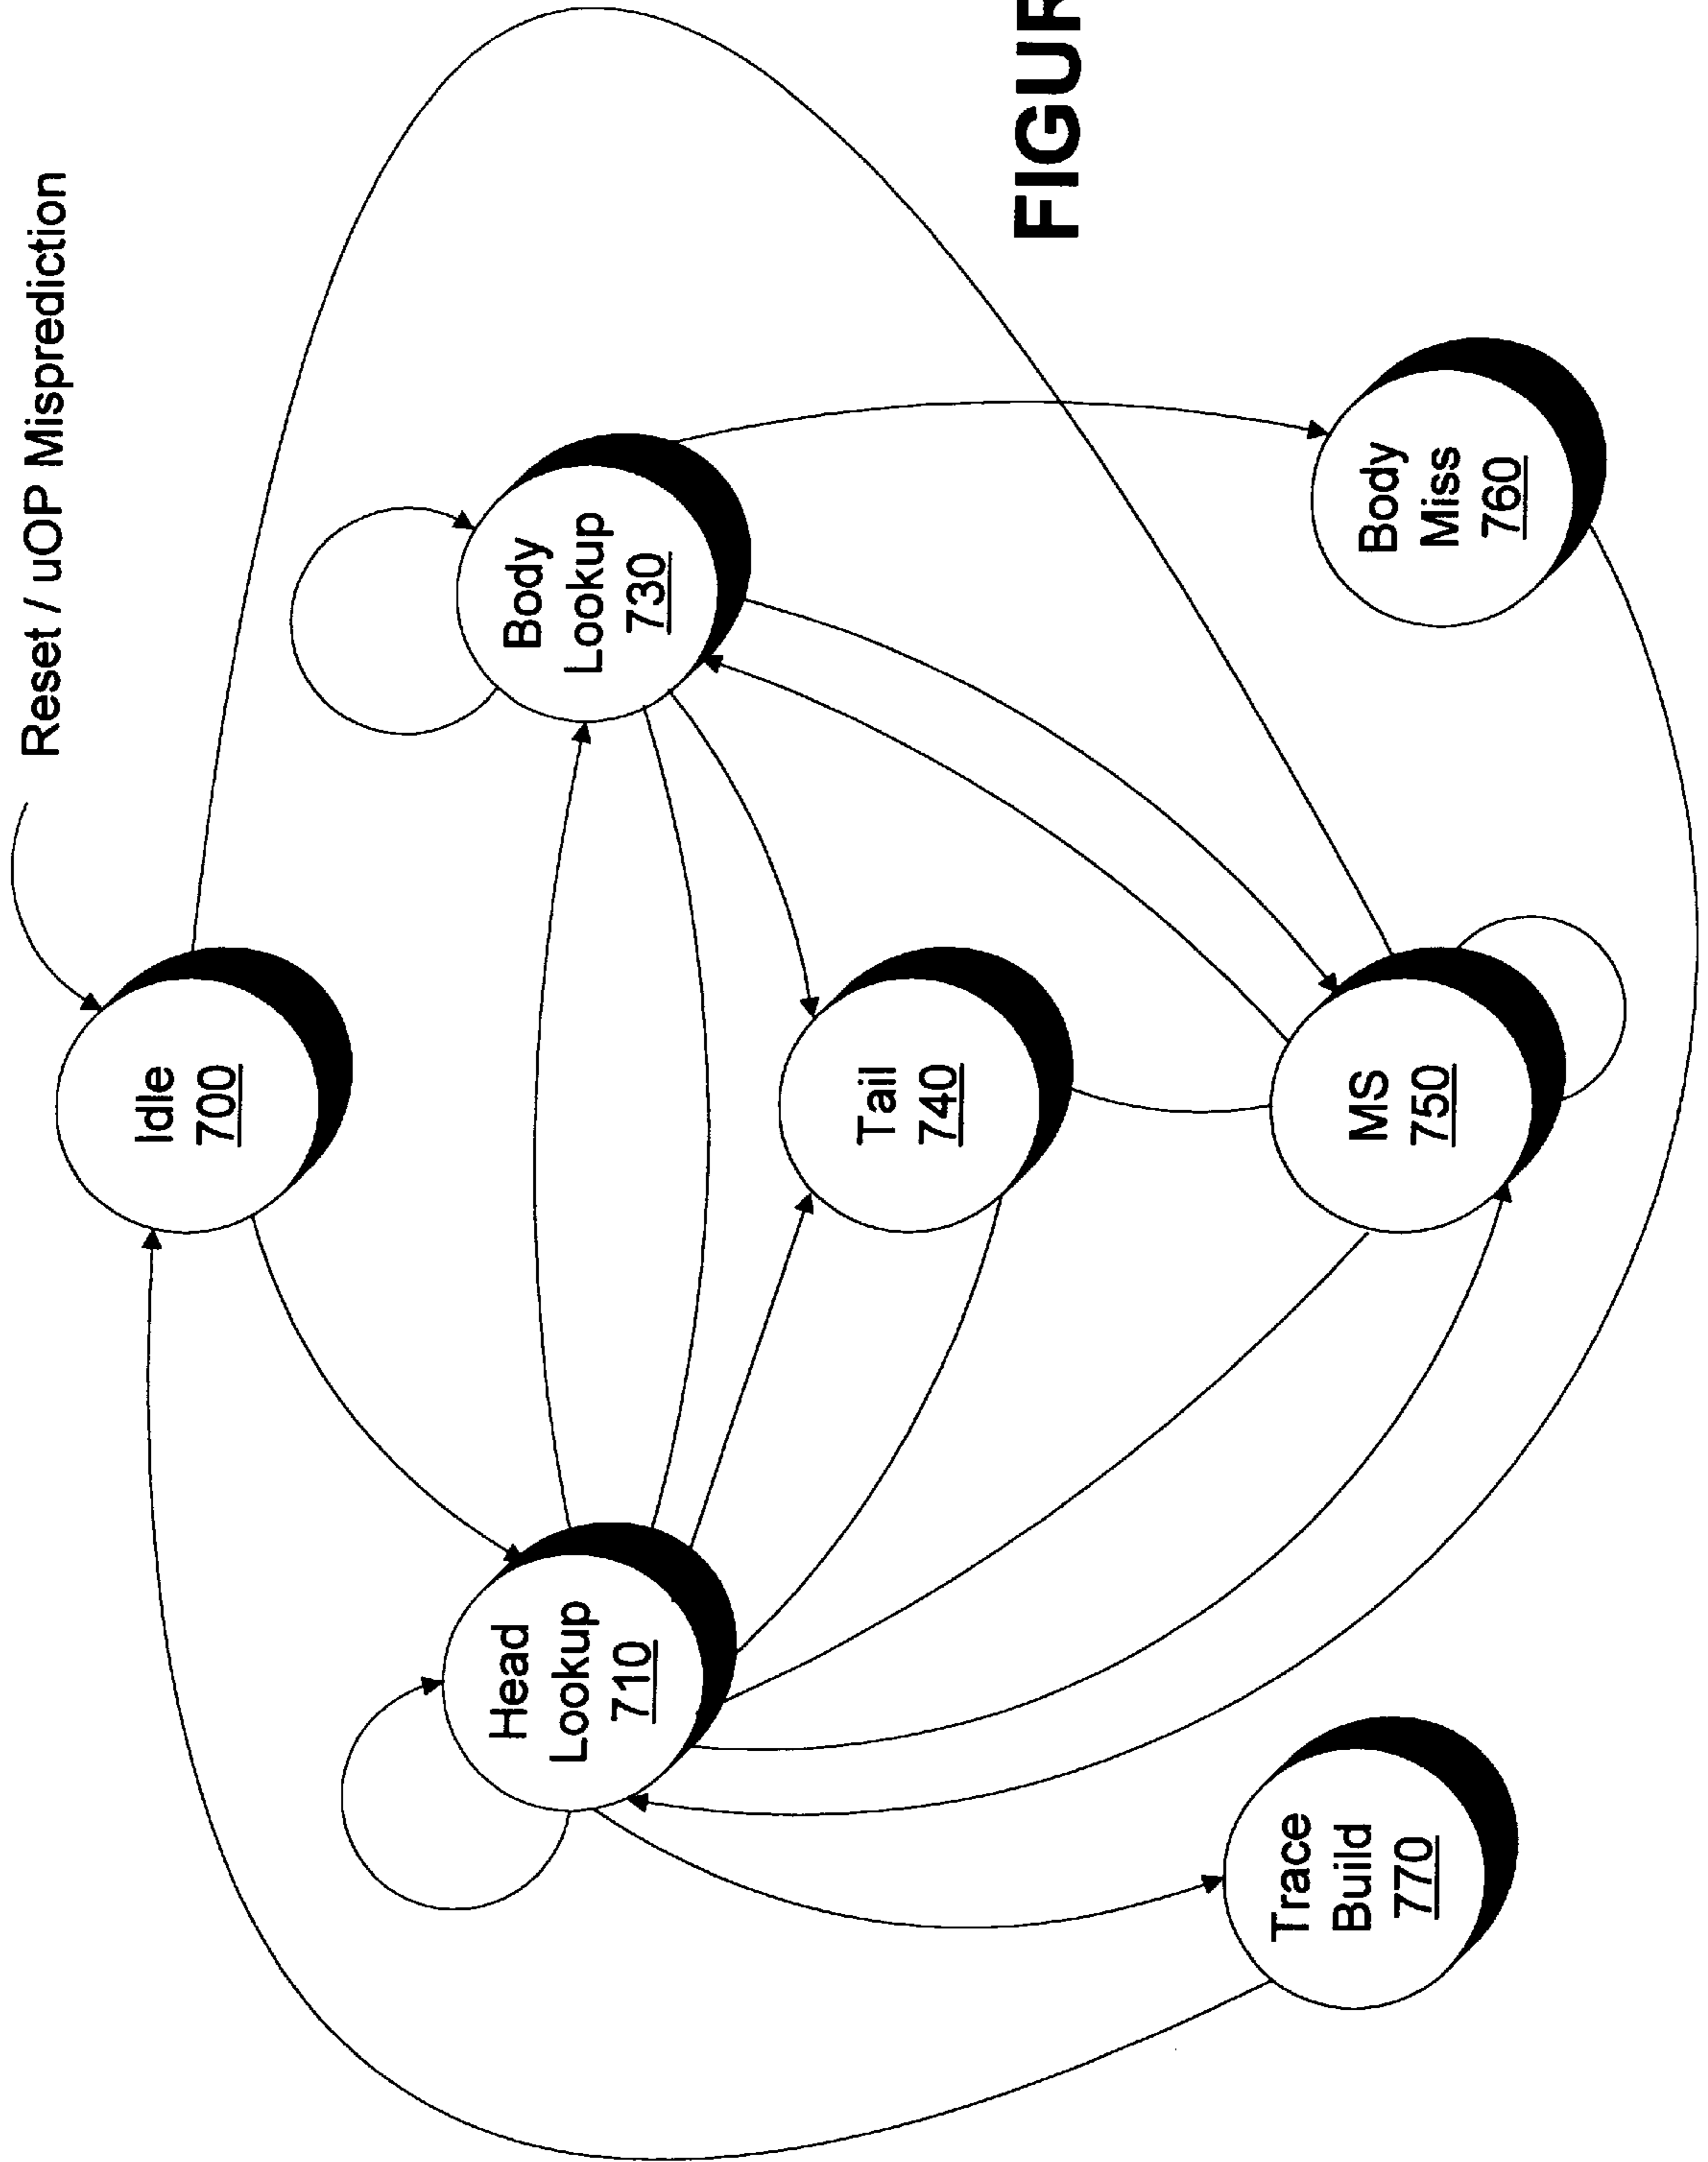 Reset / uOP Misprediction
Idle
700
Head
Lookup
710
Body
Lookup
730
Tail
740
FIGUR
Trace
Build
770
MS
750
Body
Miss
760